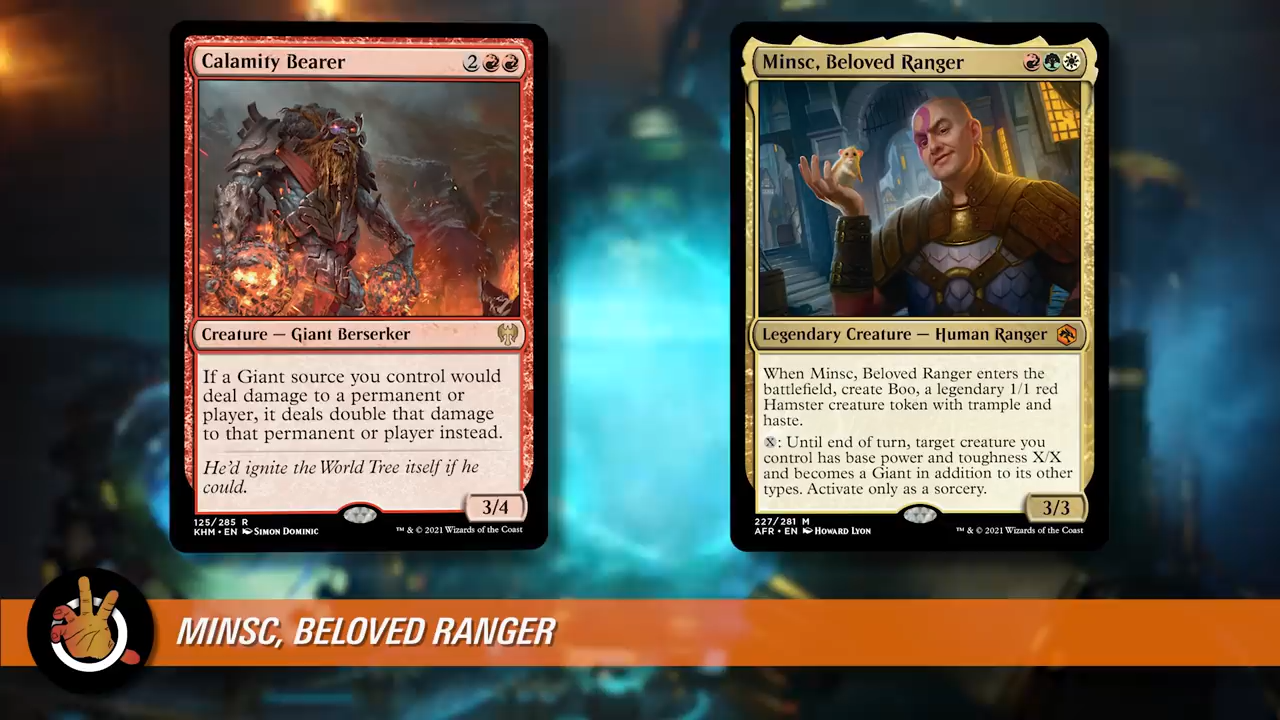 Calamity Bearer 2
Creature — Giant Berserker
If a Giant source you control would
deal damage to a permanent or
player, it deals double that damage
to that permanent or player instead.
He'd ignite the World Tree itself if he
could.
3/4
125/285 R
KHM • EN Simon Dominic
™ & © 2021 Wizards of the Coast
Minsc, Beloved Ranger
Legendary Creature — Human Ranger
When Minsc, Beloved Ranger enters the
battlefield, create Boo, a legendary 1/1 red
Hamster creature token with trample and
haste.
X: Until end of turn, target creature you
control has base power and toughness X/X
and becomes a Giant in addition to its other
types. Activate only as a sorcery.
3/3
227/281 M
AFR • EN Howard Lyon
™ & © 2021 Wizards of the Coast
MINSC, BELOVED RANGER